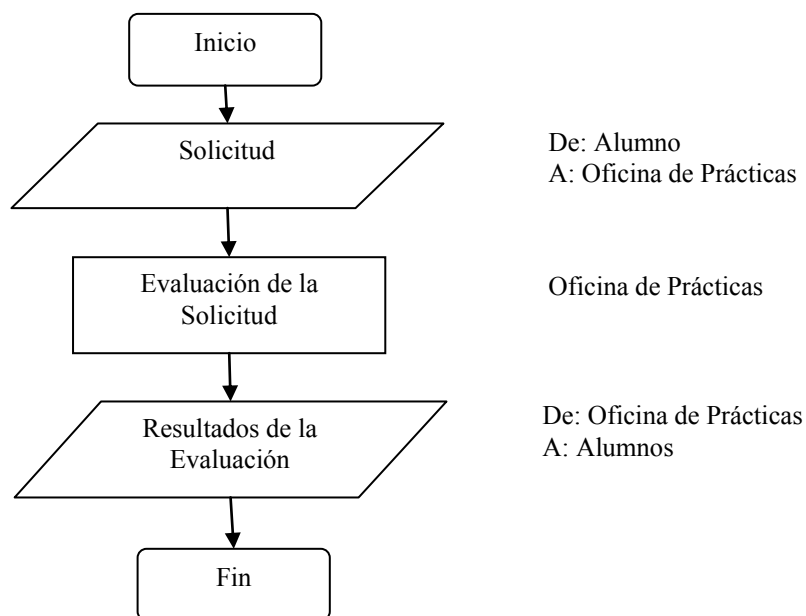 Inicio
Solicitud
De: Alumno
A: Oficina de Prácticas
Evaluación de la
Solicitud
Oficina de Prácticas
Resultados de la
Evaluación
De: Oficina de Prácticas
A: Alumnos
Fin